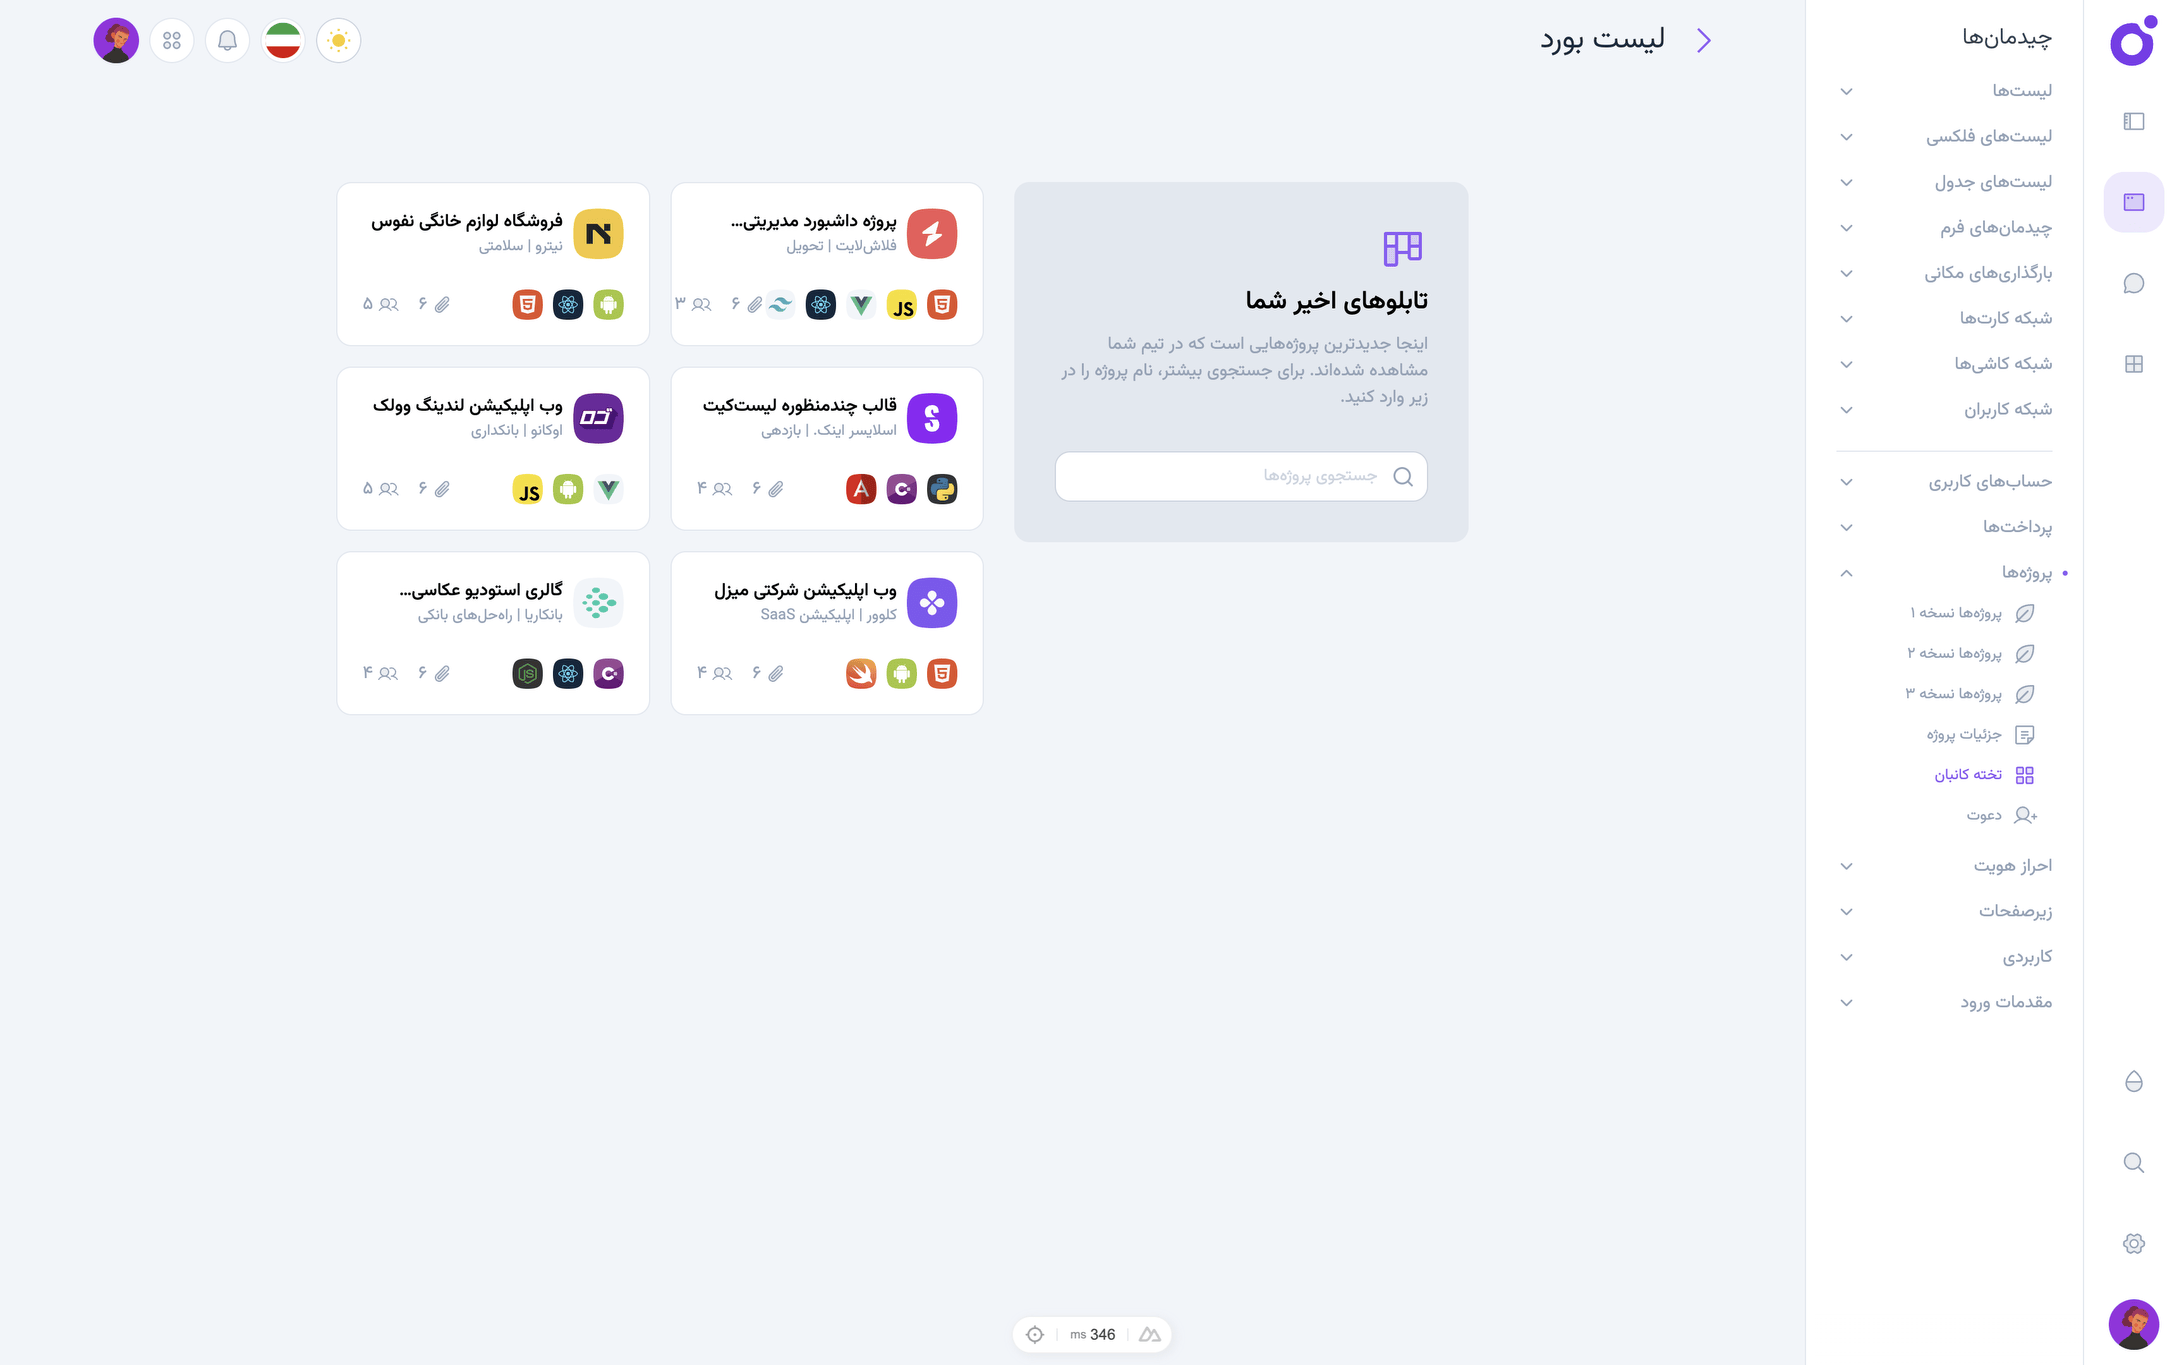 چیدمان‌ها
لیست‌ها
لیست‌های فلکسی
لیست‌های جدول
چیدمان‌های فرم
بارگذاری‌های مکانی
شبکه کارت‌ها
شبکه کاشی‌ها
شبکه کاربران
حساب‌های کاربری
پرداخت‌ها
پروژه‌ها
پروژه‌ها نسخه ۱
پروژه‌ها نسخه ۲
پروژه‌ها نسخه ۳
جزئیات پروژه
تخته کانبان
دعوت
احراز هویت
زیرصفحات
کاربردی
مقدمات ورود
لیست بورد
تابلوهای اخیر شما
اینجا جدیدترین پروژه‌هایی است که در تیم شما
مشاهده شده‌اند. برای جستجوی بیشتر، نام پروژه را در
زیر وارد کنید.
جستجوی پروژه‌ها
پروژه داشبورد مدیریتی...
فلاش‌لایت | تحویل
JS
۶
۳
فروشگاه لوازم خانگی نفوس
نیترو | سلامتی
۶
۵
قالب چندمنظوره لیست‌کیت
اسلایسر اینک. | بازدهی
۶
۴
وب اپلیکیشن لندینگ وولک
اوکانو | بانکداری
JS
۶
۵
وب اپلیکیشن شرکتی میزل
کلوور | اپلیکیشن SaaS
۶
۴
گالری استودیو عکاسی...
بانکاریا | راه‌حل‌های بانکی
۶
۴
346 ms